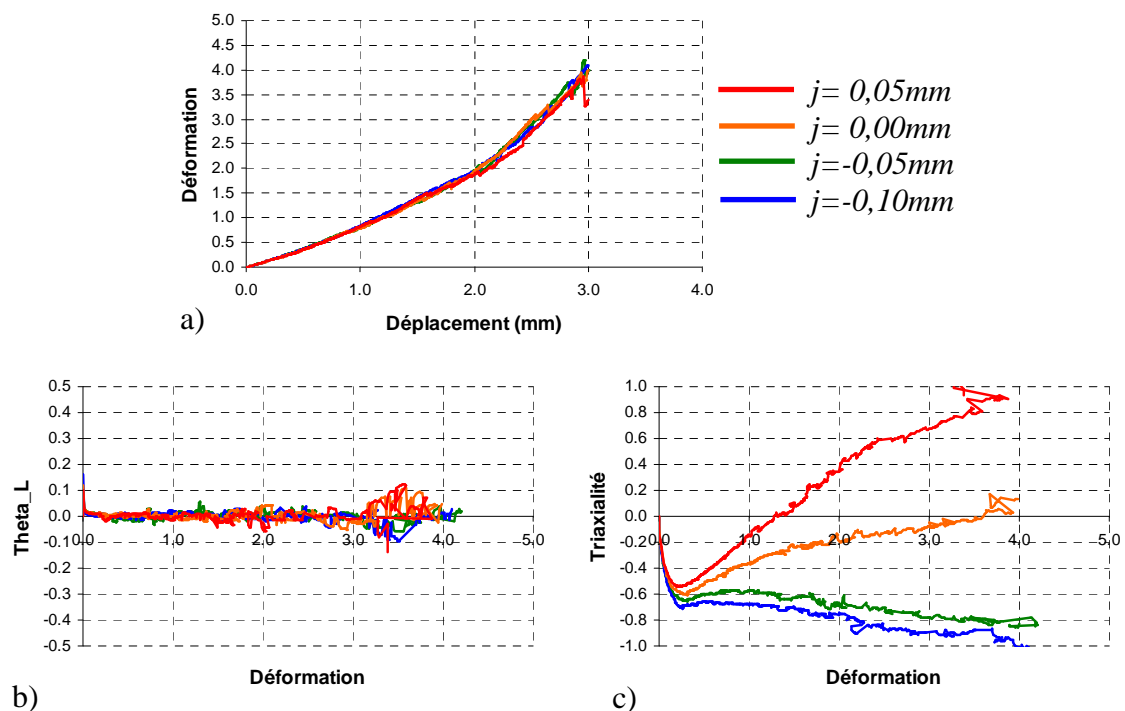 5.0
4.5
4.0
3.5
3.0
2.5
2.0
1.5
1.0
0.5
0.0
Déformation
0.0 1.0 2.0 3.0 4.0
Déplacement (mm)
a)
j= 0,05mm
j= 0,00mm
j=-0,05mm
j=-0,10mm
0.5
0.4
0.3
0.2
0.1
0.0
-0.1
-0.2
-0.3
-0.4
-0.5
Theta_L
0.0 1.0 2.0 3.0 4.0 5.0
Déformation
b)
1.0
0.8
0.6
0.4
0.2
0.0
-0.2
-0.4
-0.6
-0.8
-1.0
Triaxialité
0.0 1.0 2.0 3.0 4.0 5.0
Déformation
c)